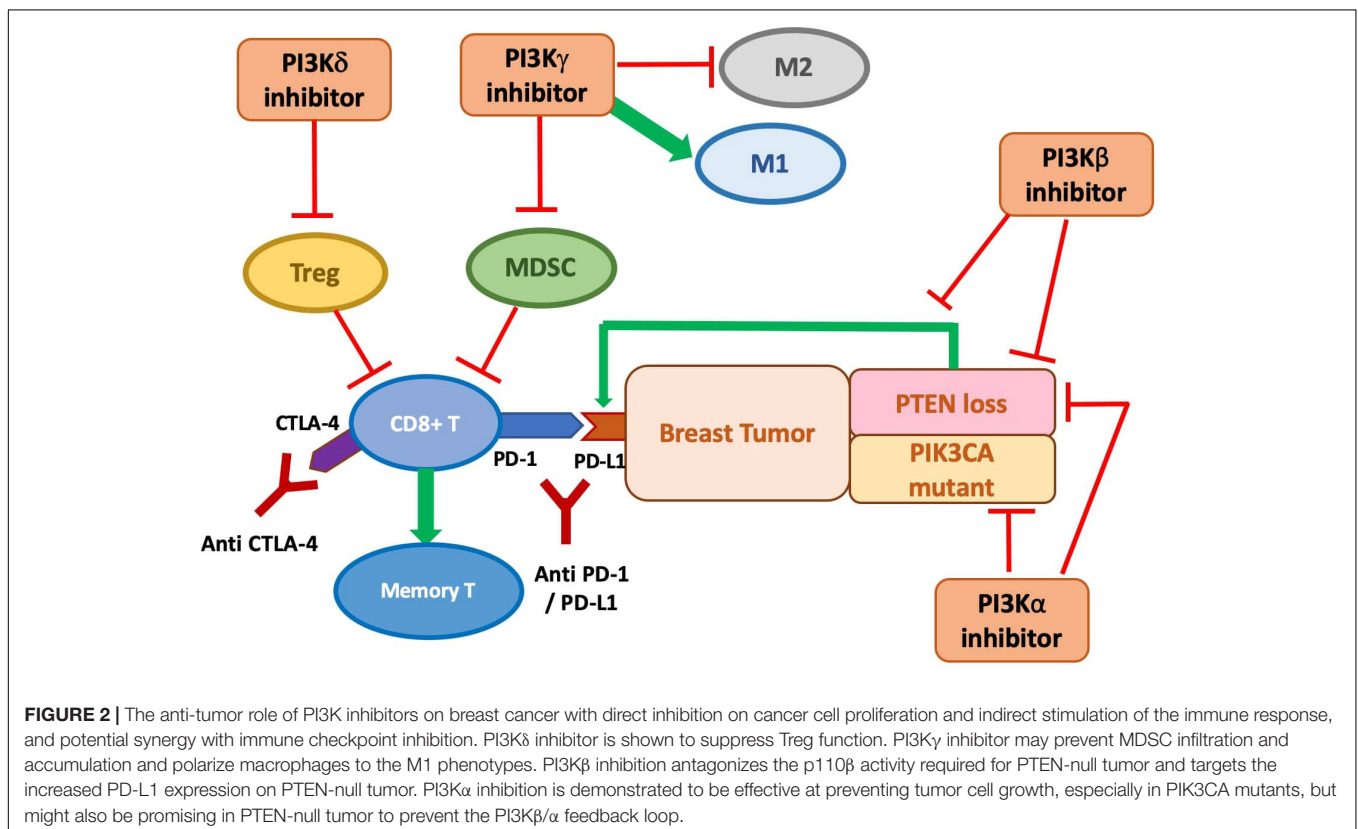 PI3Kδ
inhibitor
PI3Kγ
inhibitor
M2
M1
PI3Kβ
inhibitor
Treg
MDSC
CTLA-4
CD8+ T
PD-1
PD-L1
Breast Tumor
PTEN loss
PIK3CA
mutant
Anti CTLA-4
Memory T
Anti PD-1
/ PD-L1
PI3Kα
inhibitor
FIGURE 2 | The anti-tumor role of PI3K inhibitors on breast cancer with direct inhibition on cancer cell proliferation and indirect stimulation of the immune response,
and potential synergy with immune checkpoint inhibition. PI3Kδ inhibitor is shown to suppress Treg function. PI3Kγ inhibitor may prevent MDSC infiltration and
accumulation and polarize macrophages to the M1 phenotypes. PI3Kβ inhibition antagonizes the p110β activity required for PTEN-null tumor and targets the
increased PD-L1 expression on PTEN-null tumor. PI3Kα inhibition is demonstrated to be effective at preventing tumor cell growth, especially in PIK3CA mutants, but
might also be promising in PTEN-null tumor to prevent the PI3Kβ/α feedback loop.